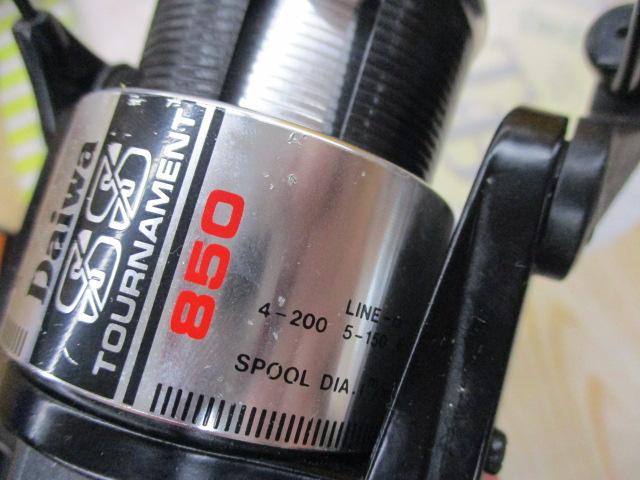 Daiwa
SS
TOURNAMENT
850
LINE-
4-200 5-150
SPOOL DIA.